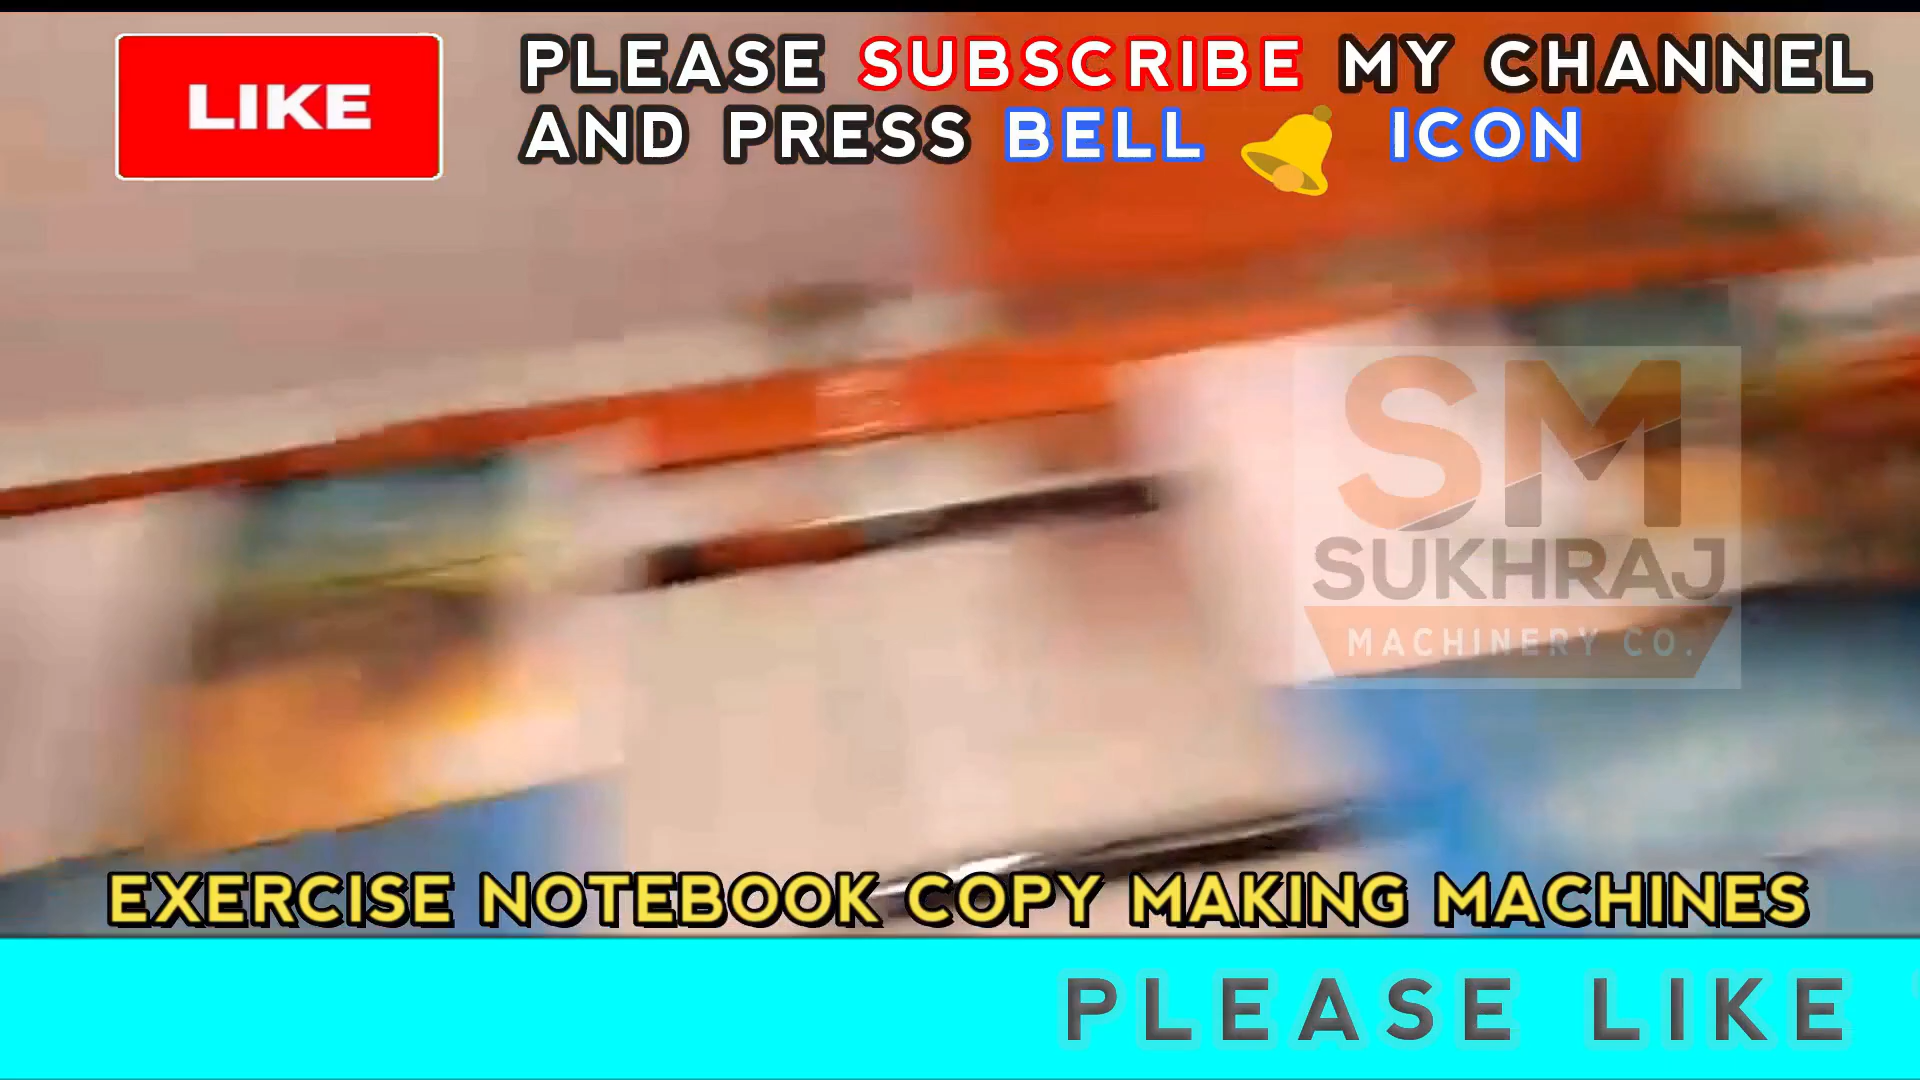 LIKE
PLEASE SUBSCRIBE MY CHANNEL
AND PRESS BELL ICON
SM
SUKHRAJ
MACHINERY CO.
EXERCISE NOTEBOOK COPY MAKING MACHINES
PLEASE LIKE